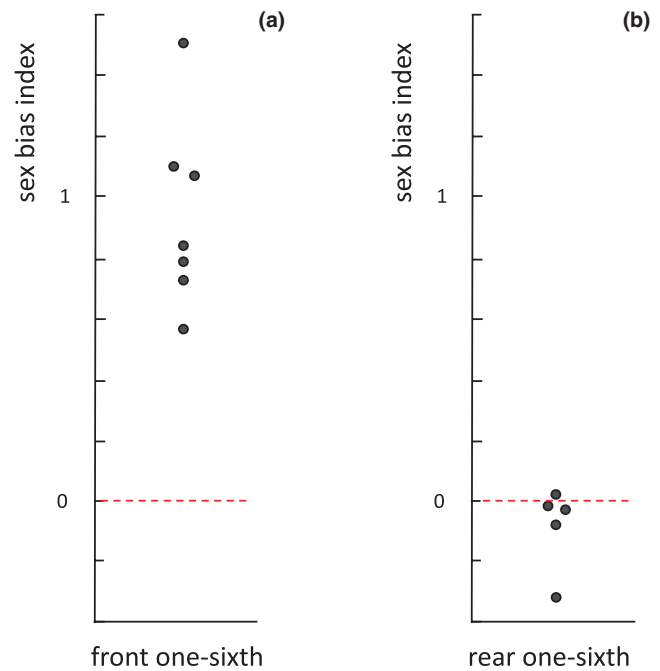 (a)
sex bias index
1
0
front one-sixth
(b)
sex bias index
1
0
rear one-sixth